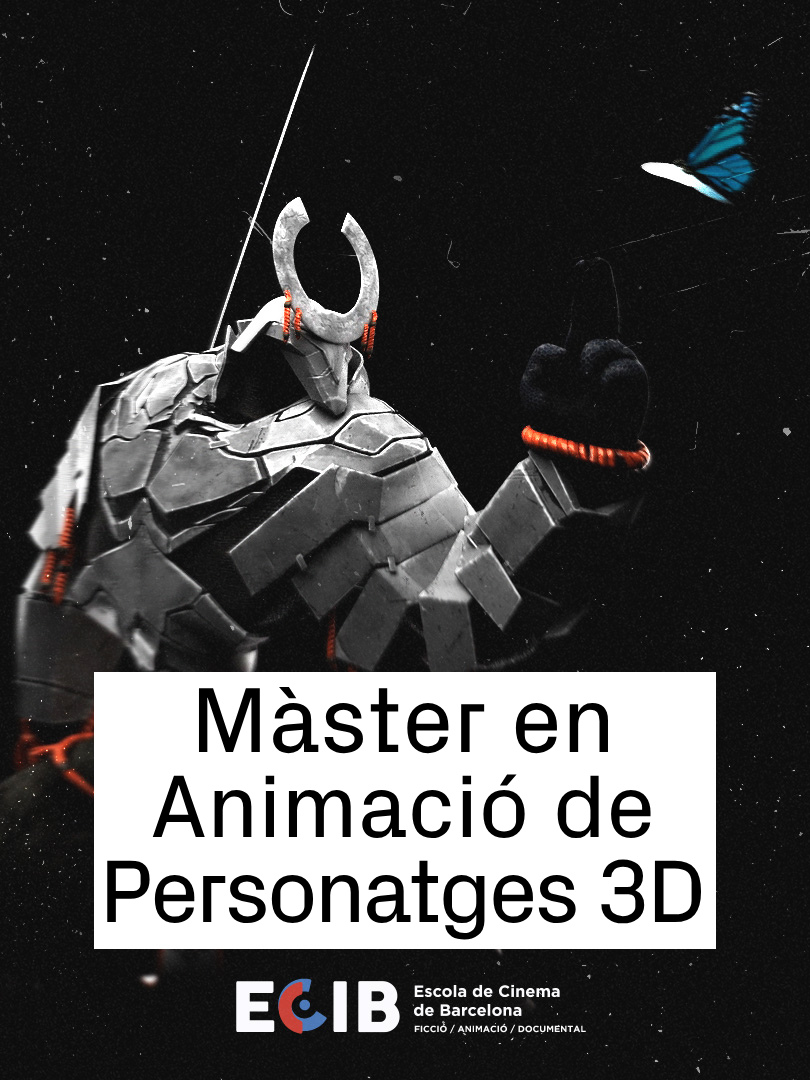 Màster en
Animació de
Personatges 3D
ECIB
Escola de Cinema
de Barcelona
FICCIÓ / ANIMACIÓ / DOCUMENTAL